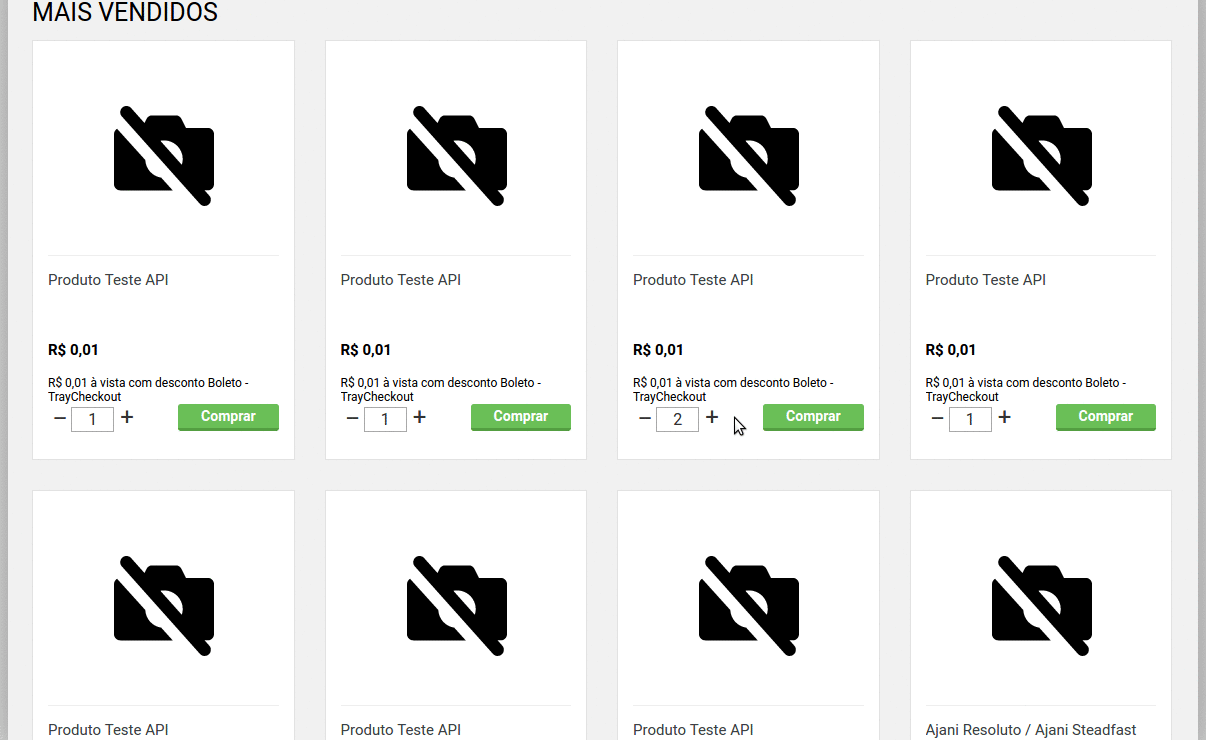 MAIS VENDIDOS
Produto Teste API
R$ 0,01
R$ 0,01 à vista com desconto Boleto -
TrayCheckout
− 1 + Comprar
Produto Teste API
R$ 0,01
R$ 0,01 à vista com desconto Boleto -
TrayCheckout
− 1 + Comprar
Produto Teste API
R$ 0,01
R$ 0,01 à vista com desconto Boleto -
TrayCheckout
− 2 + Comprar
Produto Teste API
R$ 0,01
R$ 0,01 à vista com desconto Boleto -
TrayCheckout
− 1 + Comprar
Produto Teste API
Produto Teste API
Produto Teste API
Ajani Resoluto / Ajani Steadfast